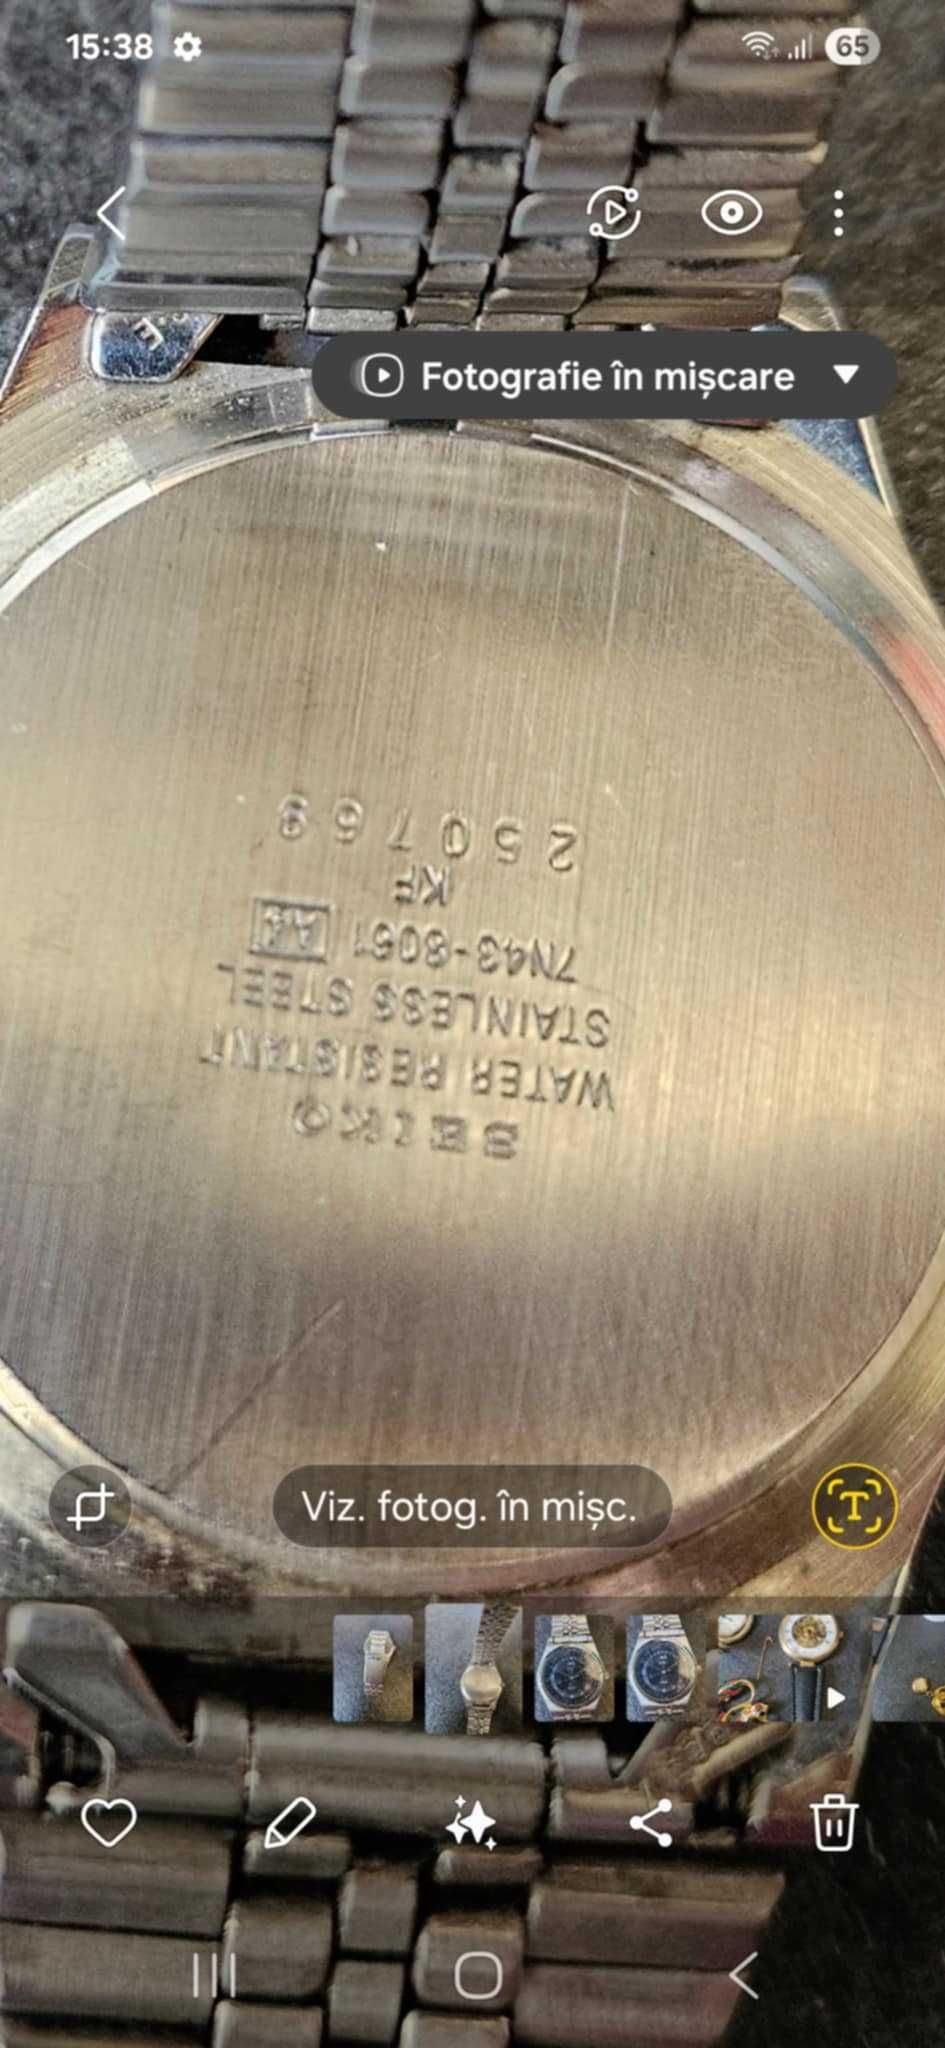 15:38
65
Fotografie în mișcare
SEIKO
WATER RESISTANT
STAINLESS STEEL
7N43-8061 A4
KF
250769
Viz. fotog. în mișc.
T